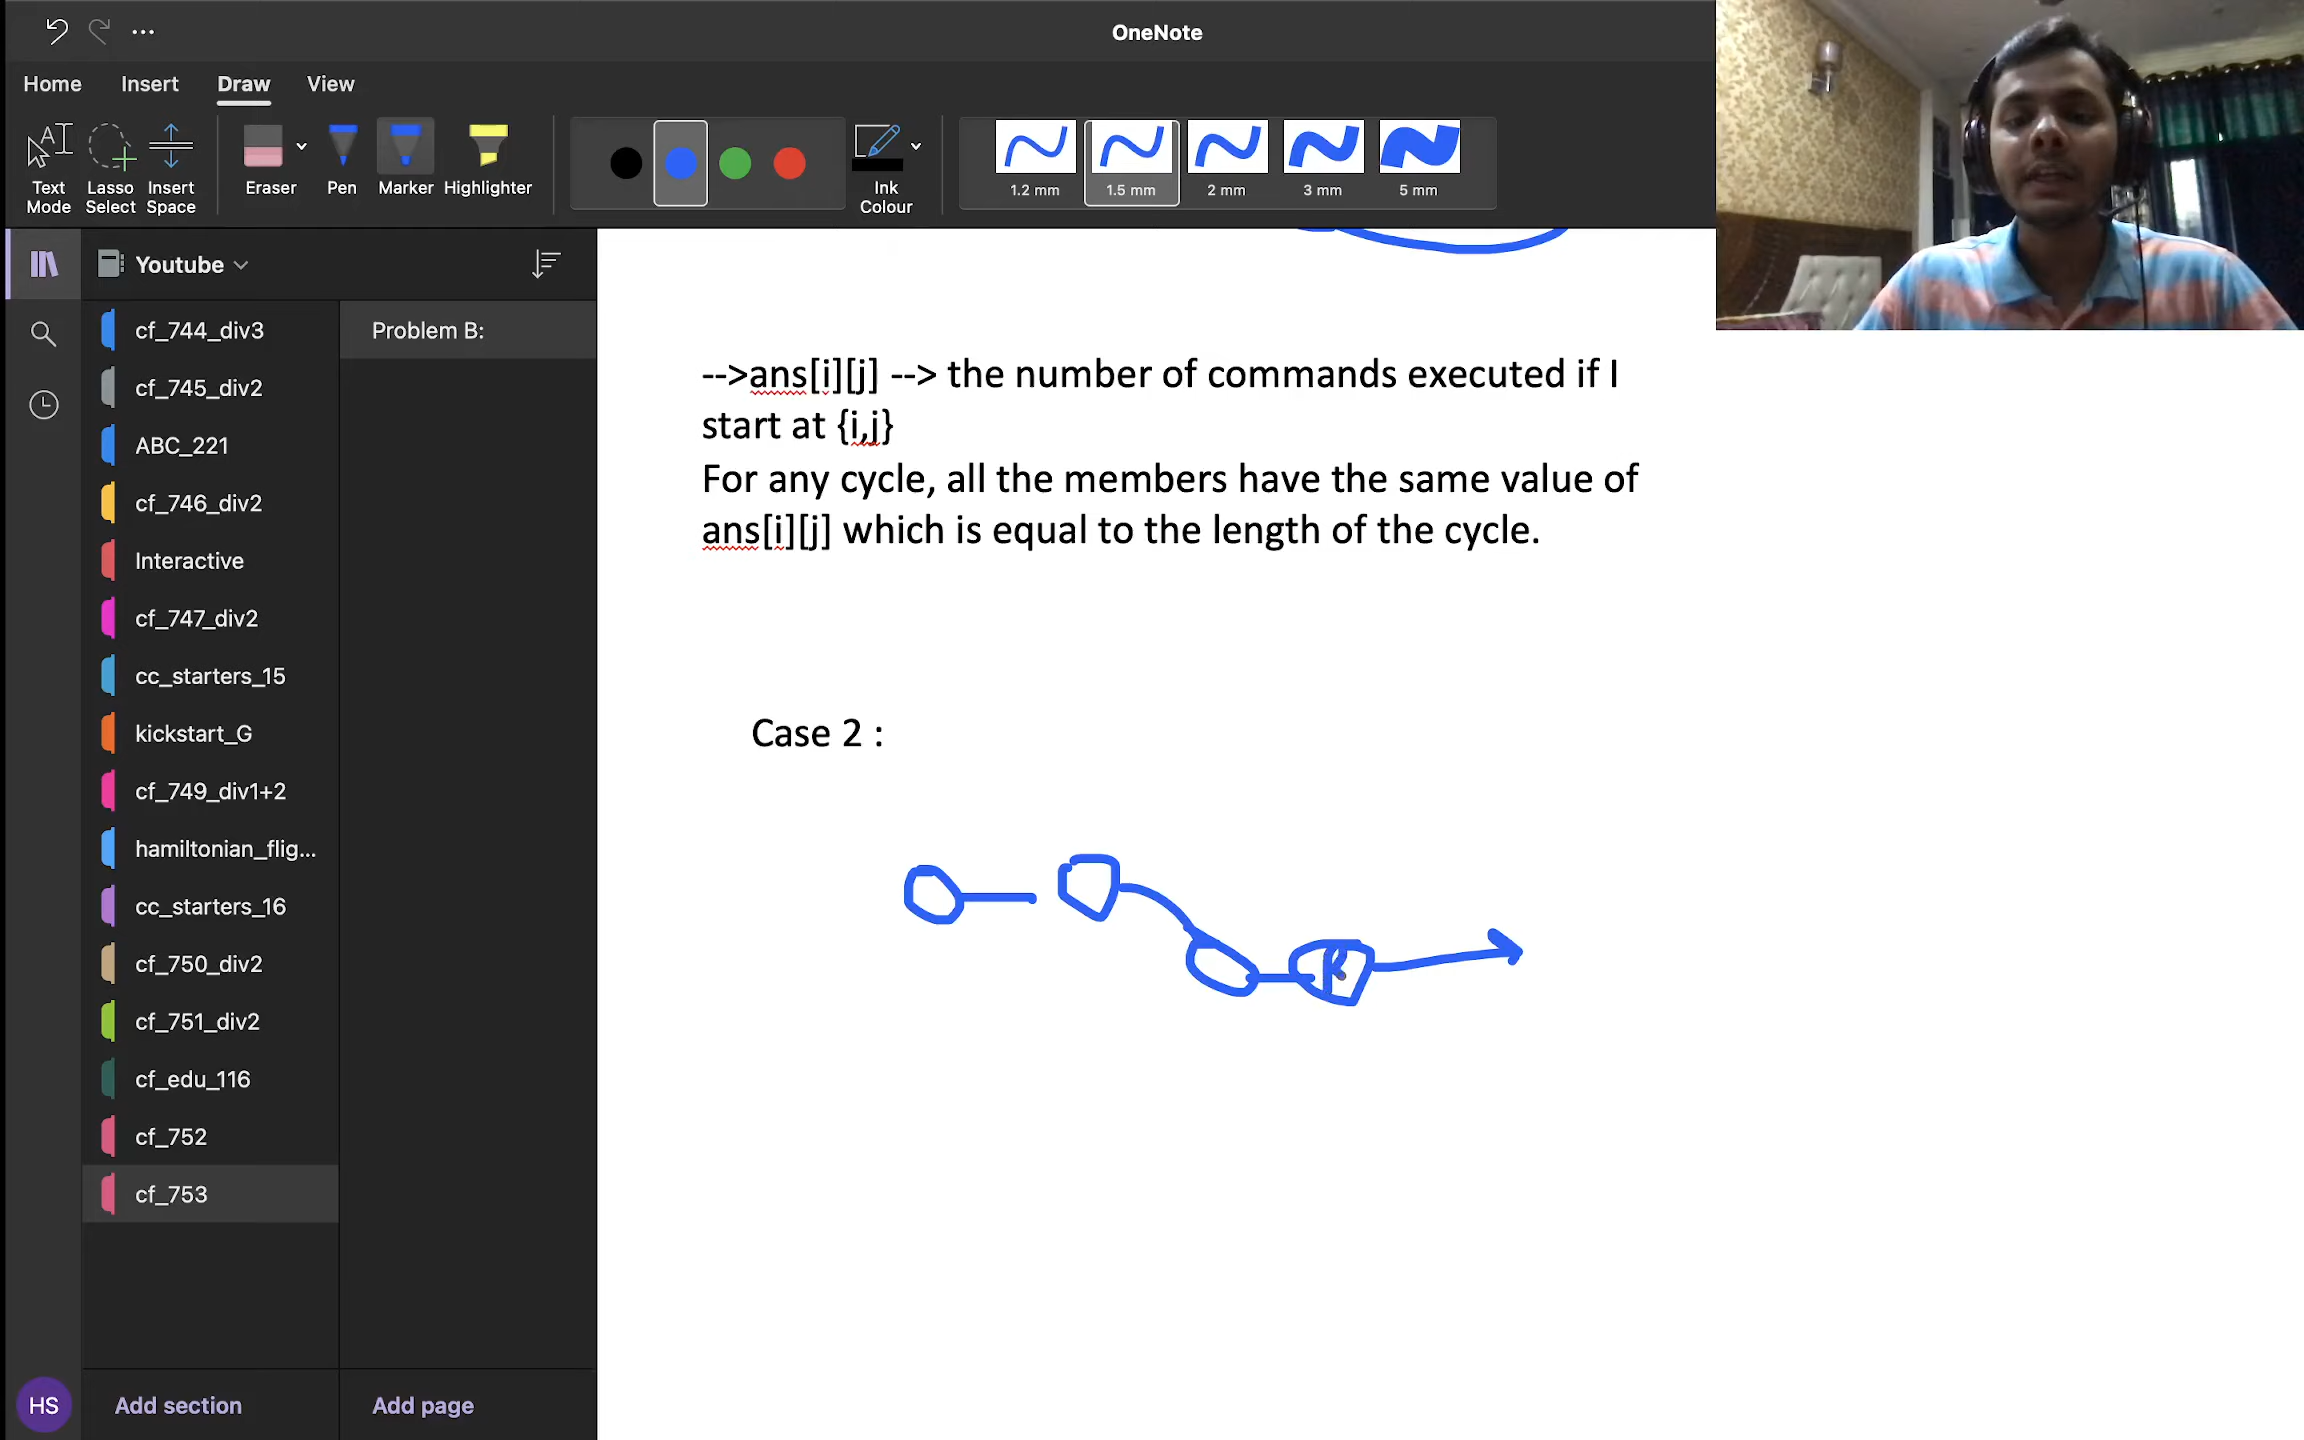 OneNote
Home Insert Draw View
Text Mode
Lasso Select
Insert Space
Eraser
Pen
Marker
Highlighter
Ink Colour
1.2 mm
1.5 mm
2 mm
3 mm
5 mm
Youtube
cf_744_div3
cf_745_div2
ABC_221
cf_746_div2
Interactive
cf_747_div2
cc_starters_15
kickstart_G
cf_749_div1+2
hamiltonian_flig...
cc_starters_16
cf_750_div2
cf_751_div2
cf_edu_116
cf_752
cf_753
Add section
HS
Problem B:
Add page
-->ans[i][j] --> the number of commands executed if I
start at {i,j}
For any cycle, all the members have the same value of
ans[i][j] which is equal to the length of the cycle.
Case 2 :
R